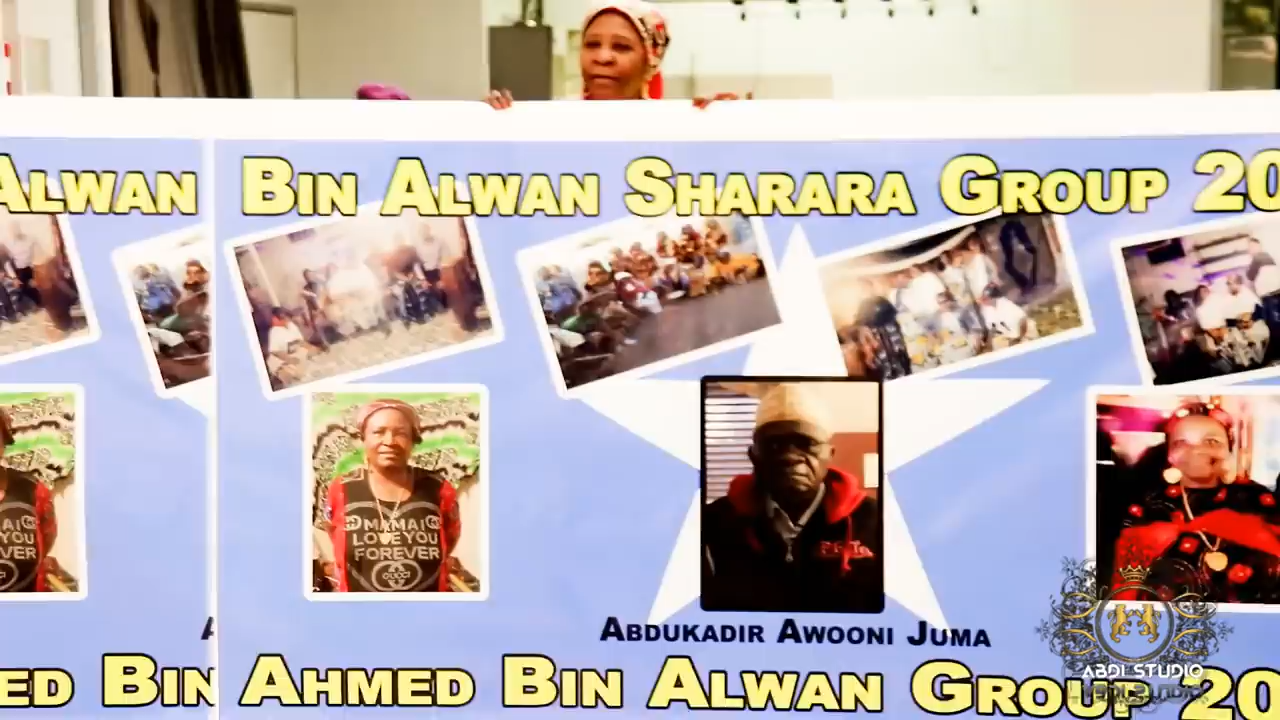 ALWAN
BIN ALWAN SHARARA GROUP 20
MAMA I
LOVE YOU
FOREVER
GUCCI
ABDUKADIR AWOONI JUMA
ED BIN
AHMED BIN ALWAN GROUP 20
ABDI STUDIO